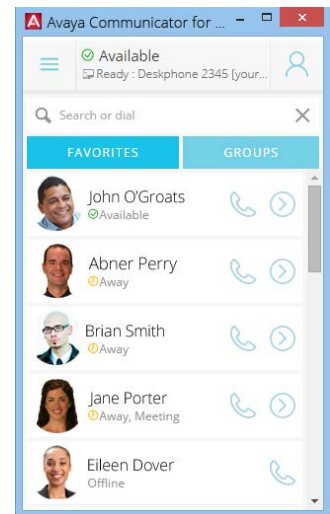 Avaya Communicator for ...
Available
Ready : Deskphone 2345 [your...
Search or dial
FAVORITES
GROUPS
John O'Groats
Available
Abner Perry
Away
Brian Smith
Away
Jane Porter
Away, Meeting
Eileen Dover
Offline